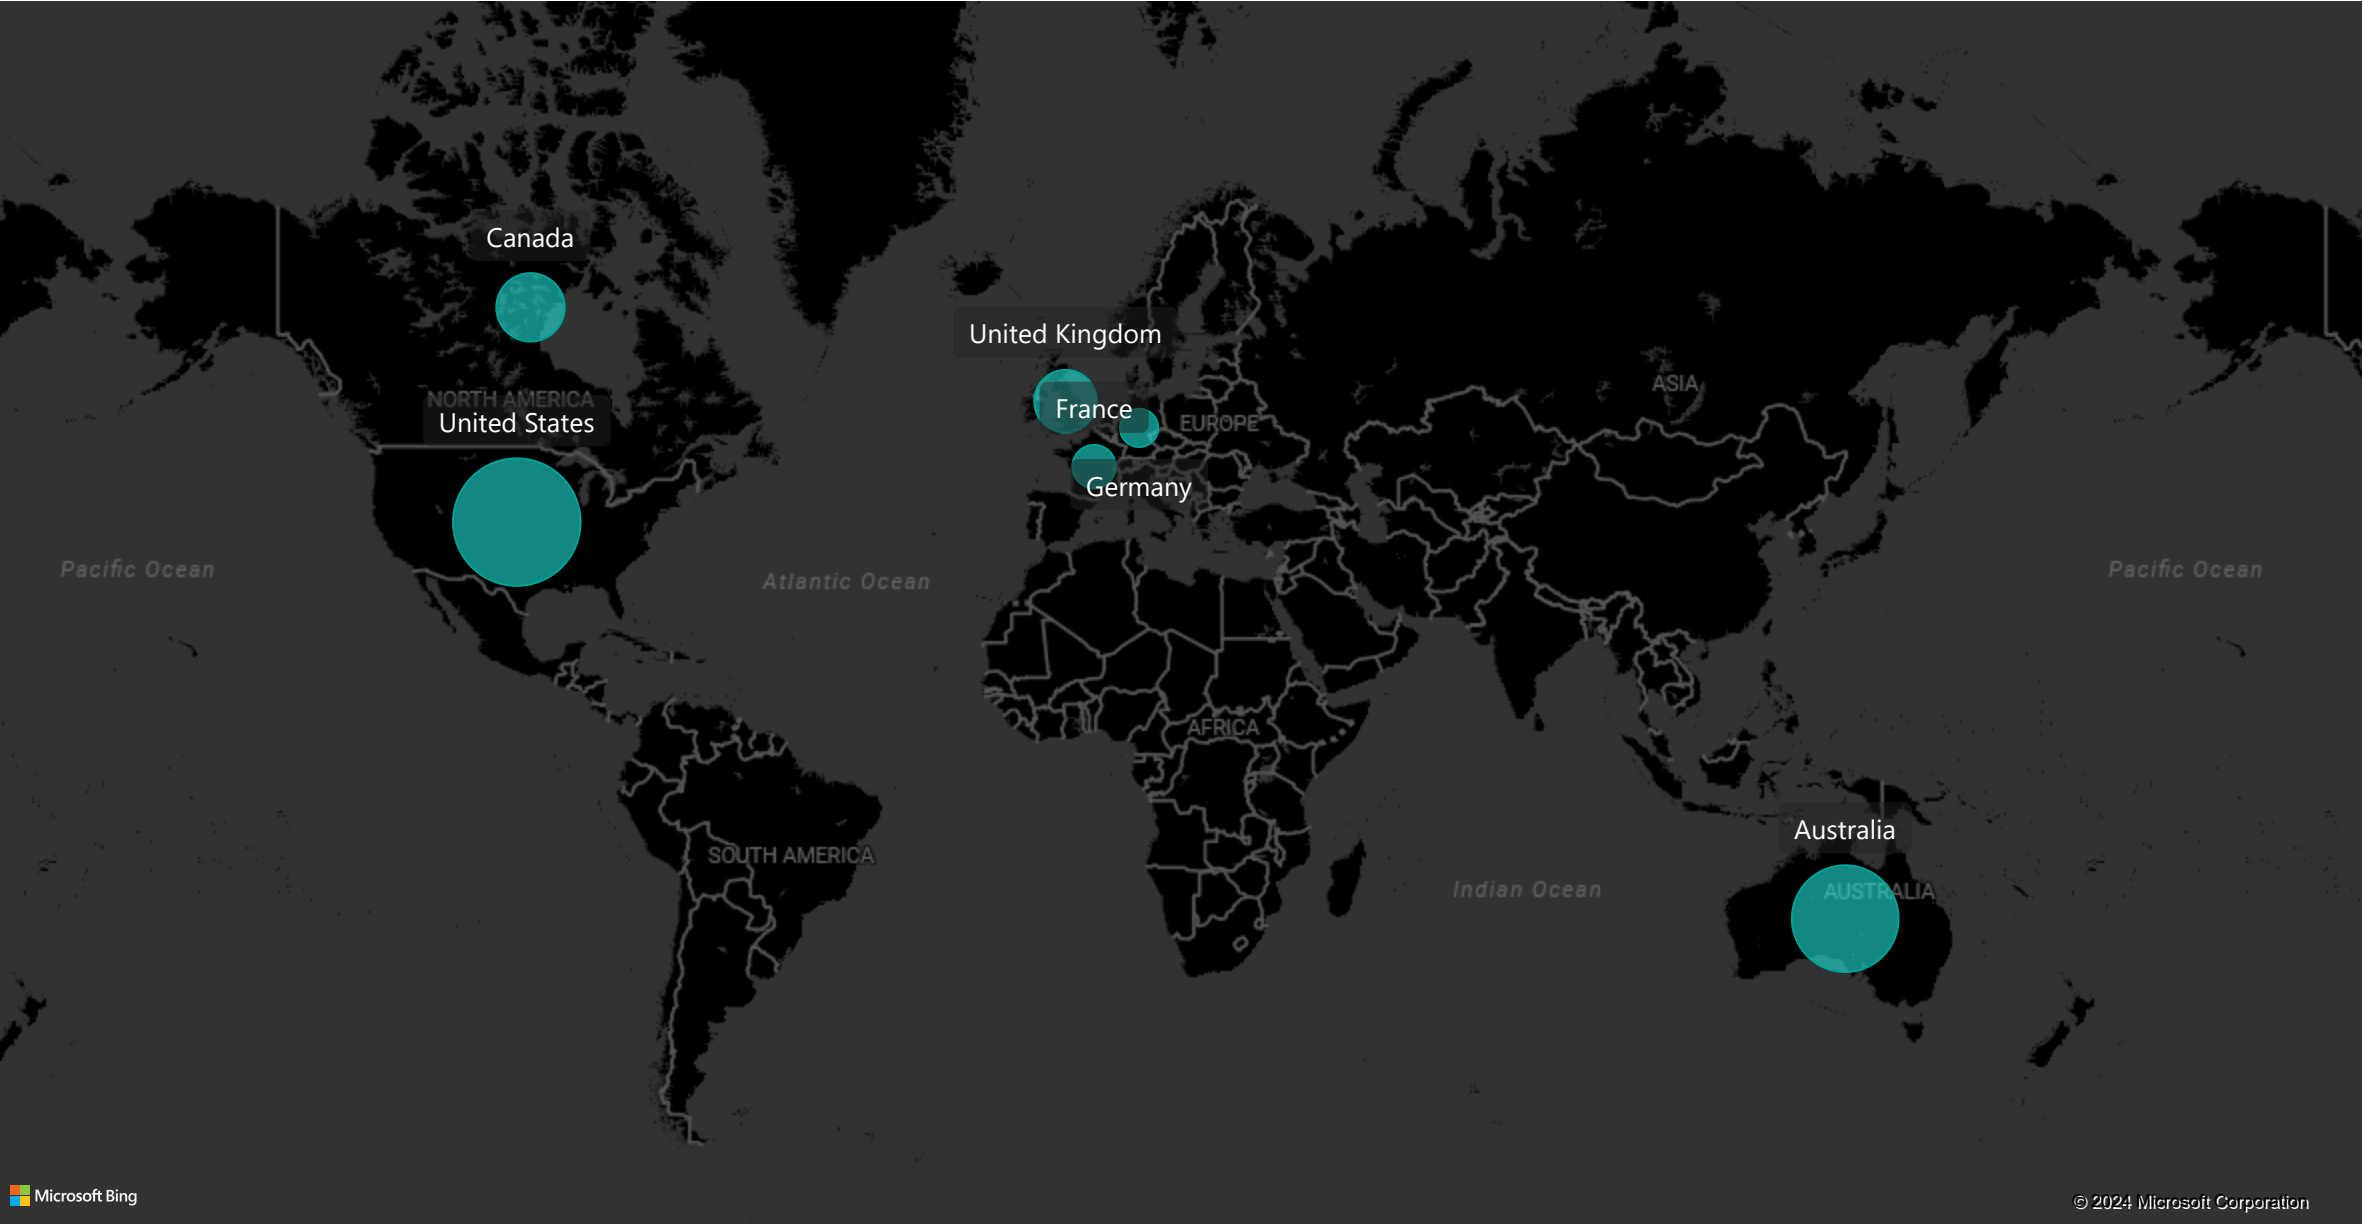 Canada
United Kingdom
NORTH AMERICA
United States
ASIA
France
EUROPE
Germany
Pacific Ocean
Atlantic Ocean
Pacific Ocean
AFRICA
Australia
SOUTH AMERICA
Indian Ocean
AUSTRALIA
Microsoft Bing
© 2024 Microsoft Corporation